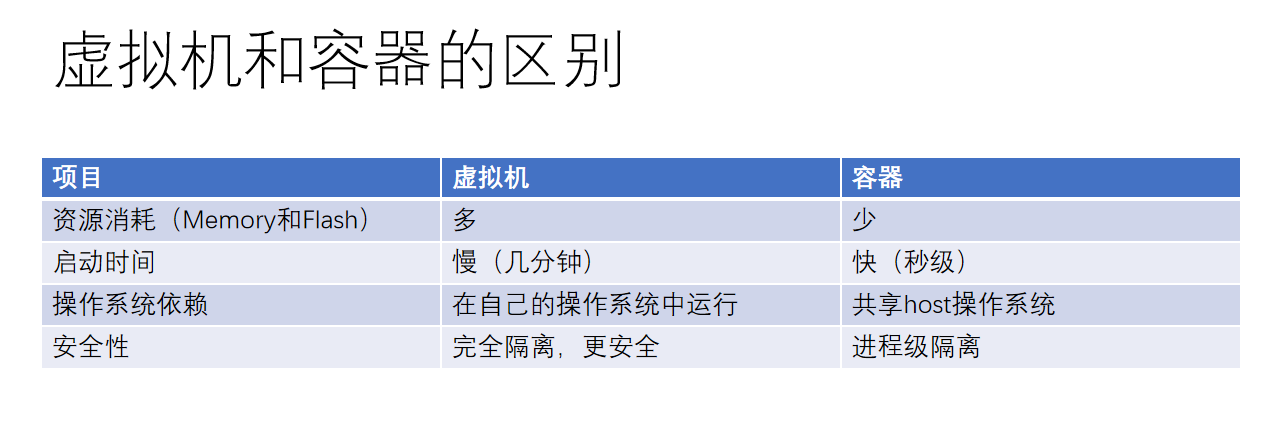 虚拟机和容器的区别
项目 虚拟机 容器
资源消耗（Memory和Flash） 多 少
启动时间 慢（几分钟） 快（秒级）
操作系统依赖 在自己的操作系统中运行 共享host操作系统
安全性 完全隔离，更安全 进程级隔离